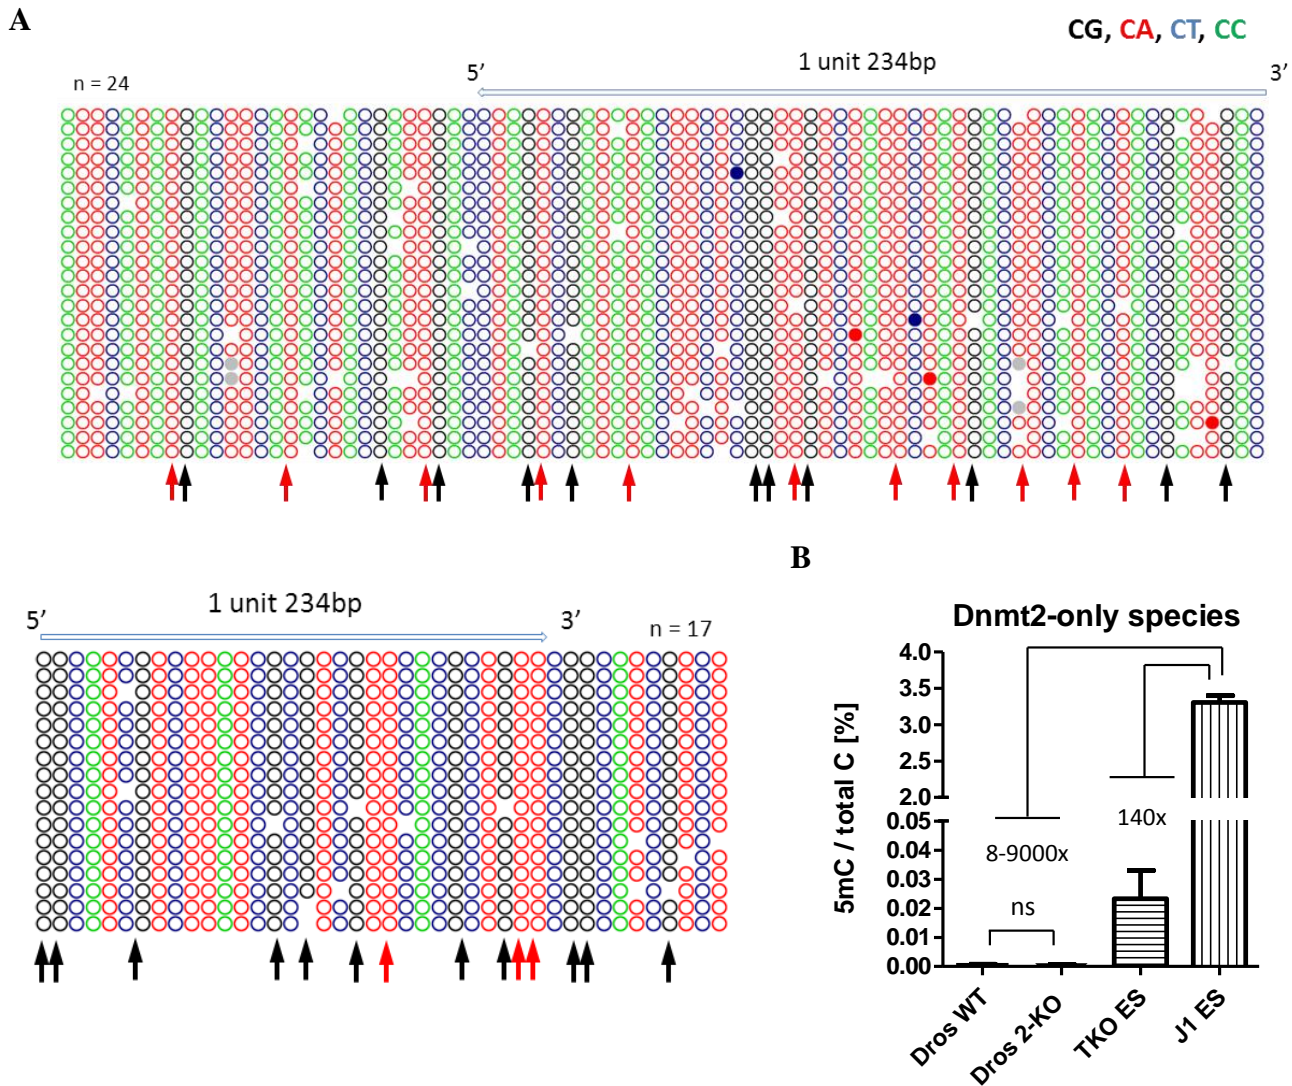 A
CG, CA, CT, CC
n = 24
5’
1 unit 234bp
3’
B
5’
1 unit 234bp
3’
n = 17
Dnmt2-only species
5mC / total C [%]
4.0
3.5
3.0
2.5
2.0
0.05
0.04
0.03
0.02
0.01
0.00
8-9000x
ns
140x
Dros WT
Dros 2-KO
TKO ES
J1 ES